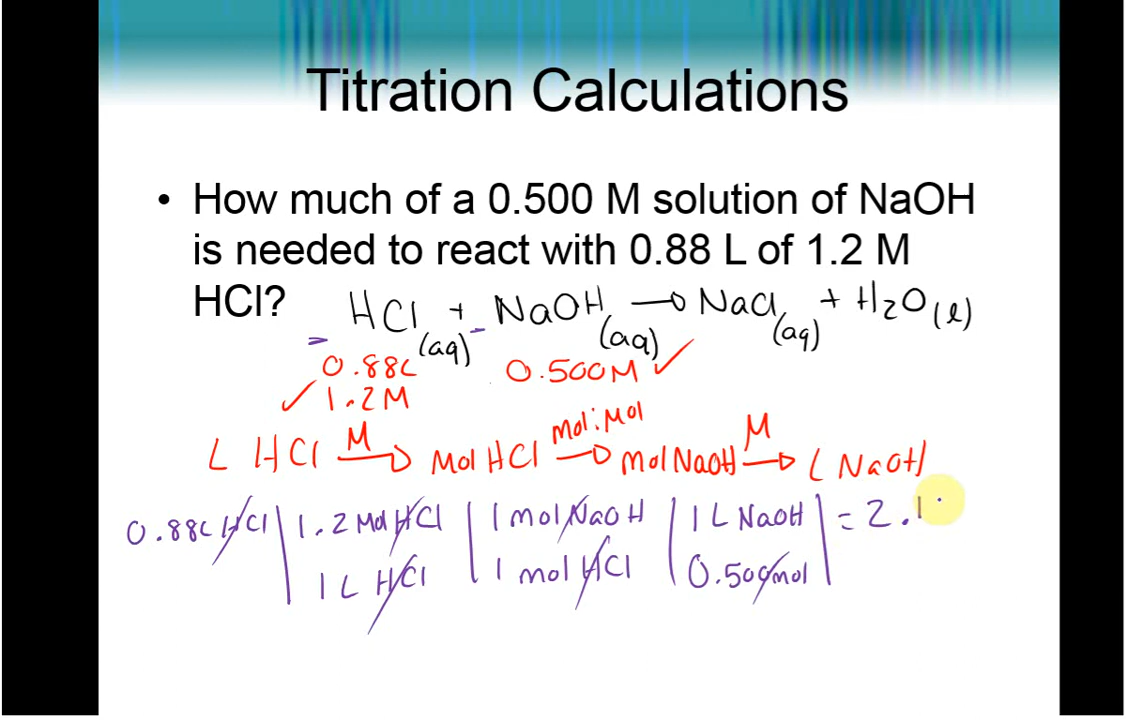 Titration Calculations
• How much of a 0.500 M solution of NaOH
is needed to react with 0.88 L of 1.2 M
HCl?
HCl(aq) + NaOH(aq) → NaCl(aq) + H2O(l)
0.88L 0.500M ✓
✓ 1.2M
M mol:mol M
L HCl → Mol HCl → mol NaOH → L NaOH
0.88L HCl | 1.2 Mol HCl | 1 mol NaOH | 1 L NaOH | = 2.1
1 L HCl | 1 mol HCl | 0.500mol